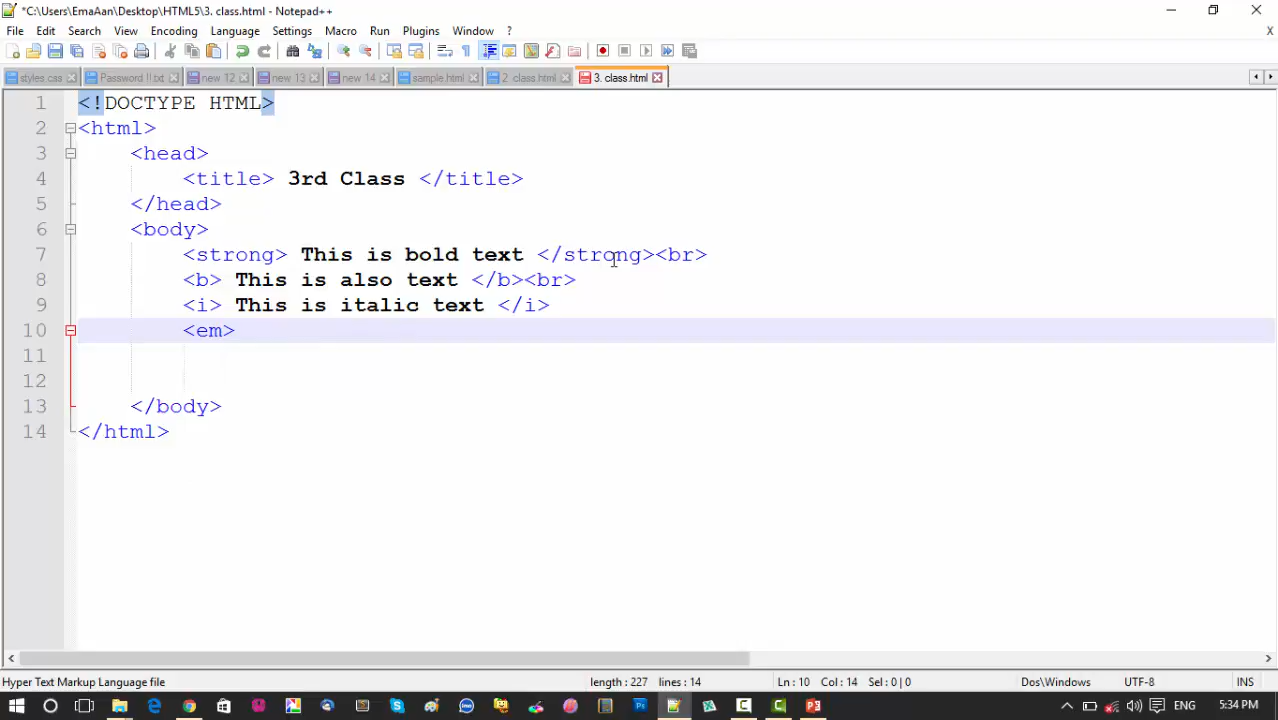 *C:\Users\EmaAan\Desktop\HTML5\3. class.html - Notepad++
File Edit Search View Encoding Language Settings Macro Run Plugins Window ? X
styles.css Password !!.txt new 12 new 13 new 14 sample.html 2. class.html 3. class.html
1 <!DOCTYPE HTML>
2 <html>
3 <head>
4 <title> 3rd Class </title>
5 </head>
6 <body>
7 <strong> This is bold text </strong><br>
8 <b> This is also text </b><br>
9 <i> This is italic text </i>
10 <em>
11
12
13 </body>
14 </html>
Hyper Text Markup Language file length : 227 lines : 14 Ln : 10 Col : 14 Sel : 0 | 0 Dos\Windows UTF-8 INS
ENG 5:34 PM